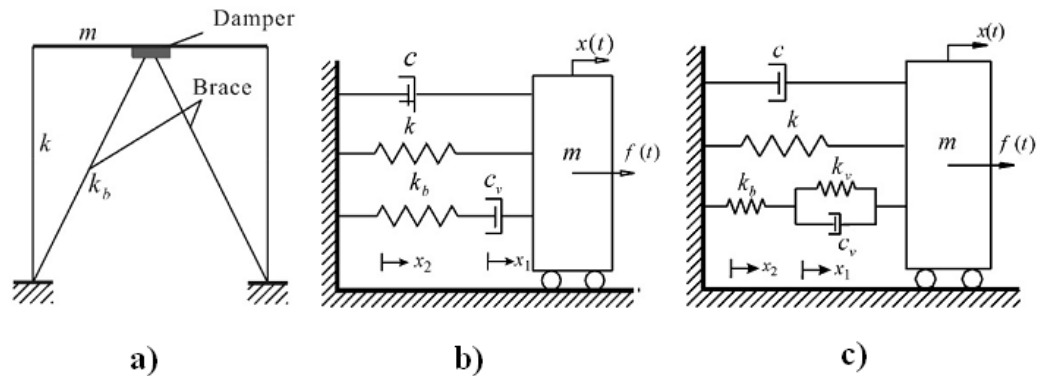 Damper
m
Brace
k
k_b
a)
x(t)
c
k
m
f(t)
k_b
c_v
x_2
x_1
b)
x(t)
c
k
m
f(t)
k_v
k_b
c_v
x_2
x_1
c)